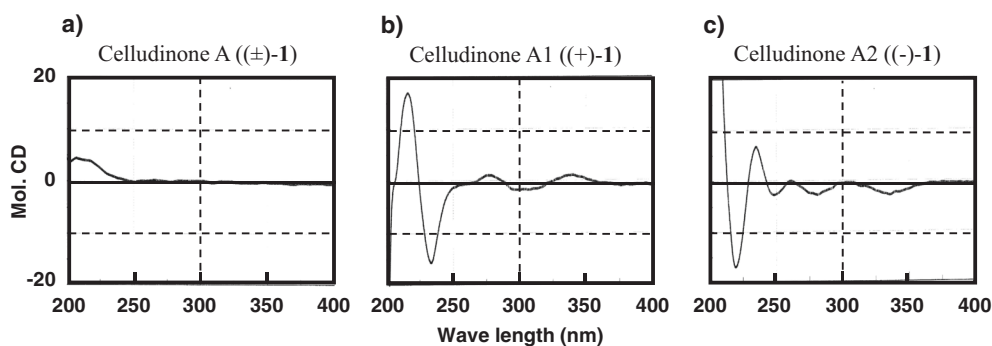 a) b) c)
Celludinone A ((±)-1) Celludinone A1 ((+)-1) Celludinone A2 ((-)-1)
20
0
-20
Mol. CD
200 250 300 350 400 200 250 300 350 400 200 250 300 350 400
Wave length (nm)